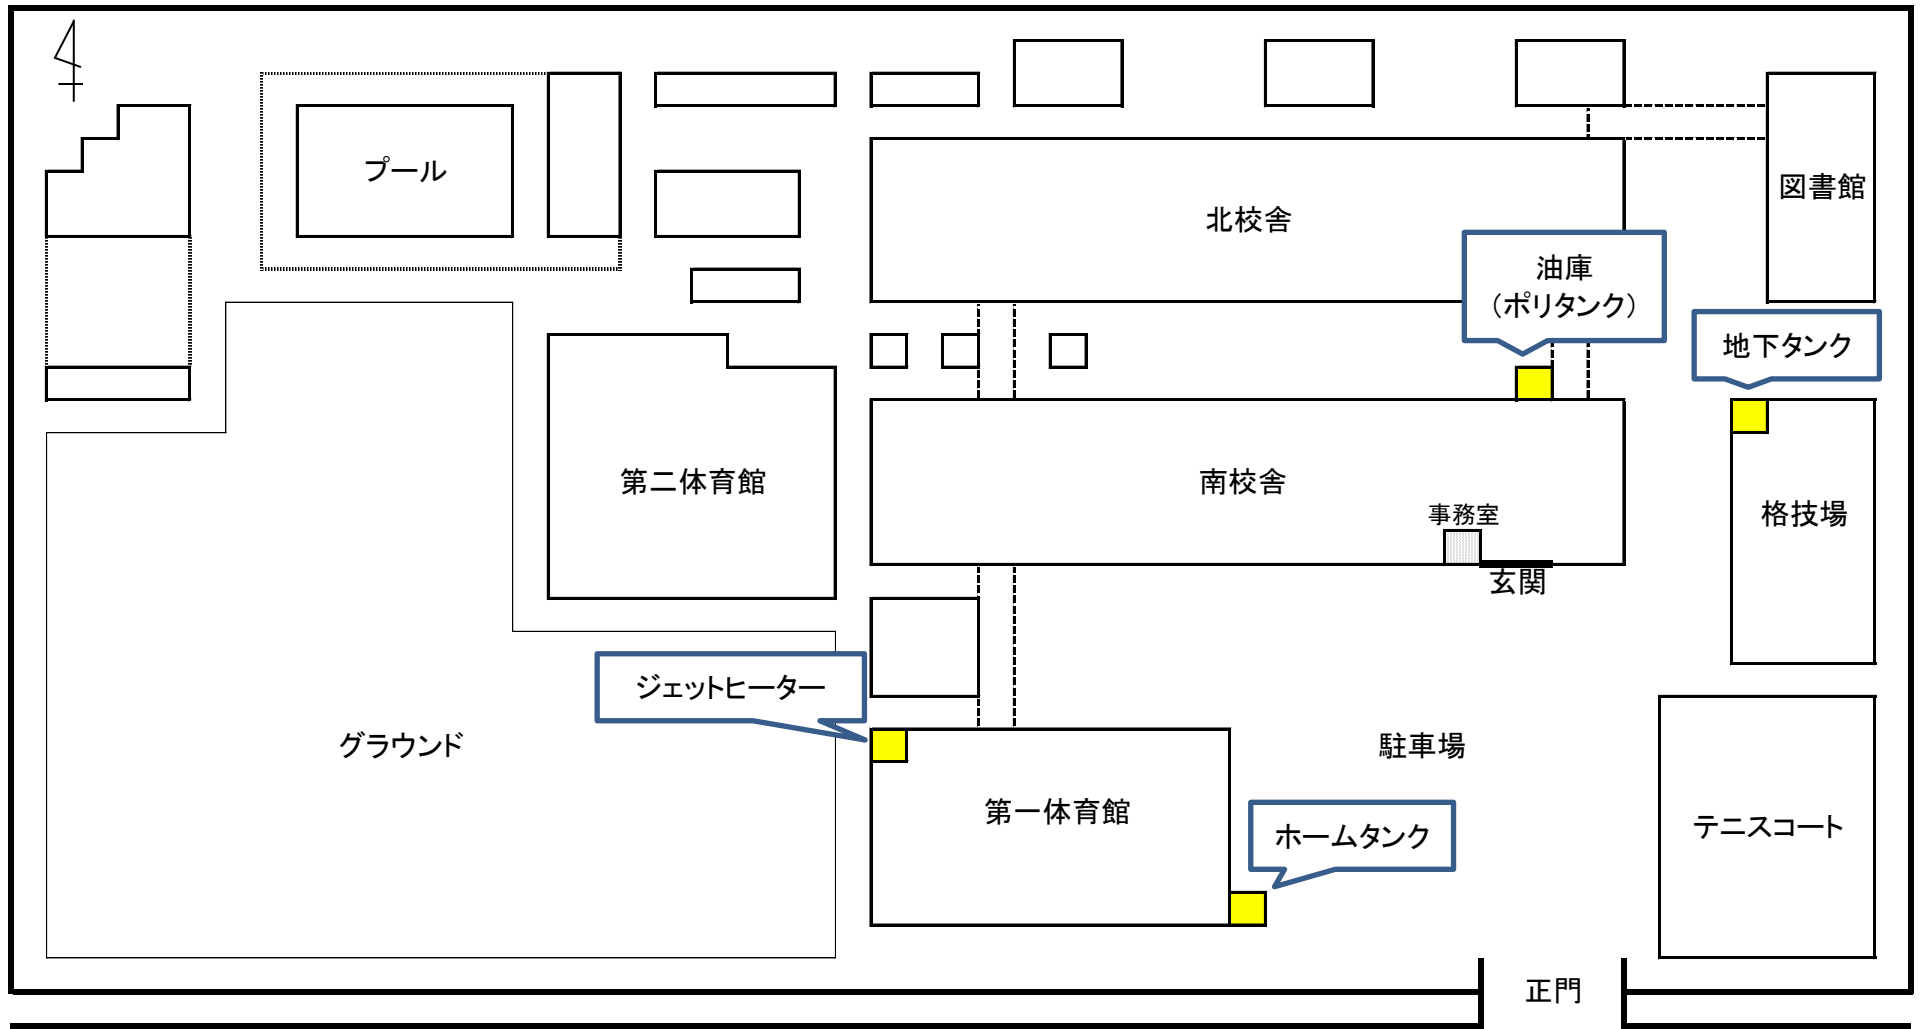 プール
北校舎
図書館
油庫
（ポリタンク）
地下タンク
第二体育館
南校舎
事務室
玄関
格技場
ジェットヒーター
グラウンド
駐車場
第一体育館
ホームタンク
テニスコート
正門